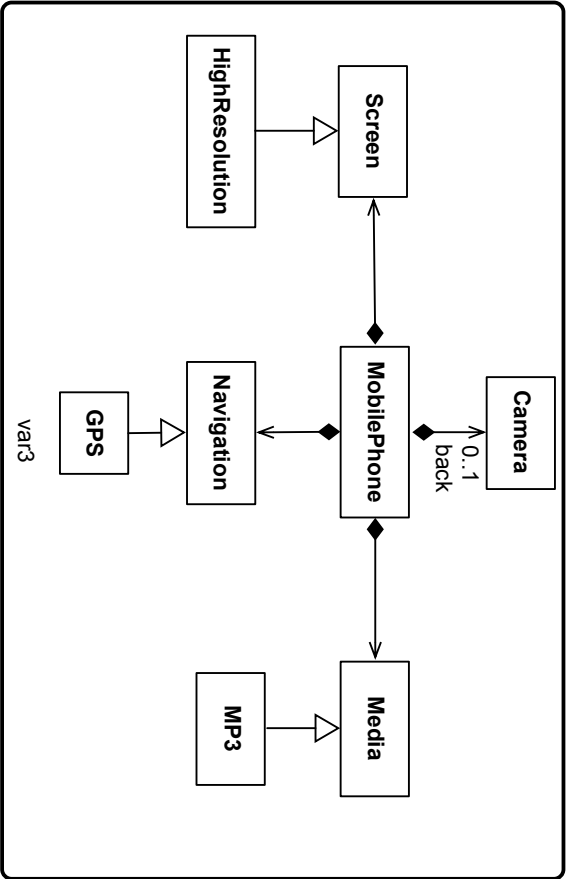 Camera
0..1
back
Screen
MobilePhone
Media
HighResolution
Navigation
MP3
GPS
var3